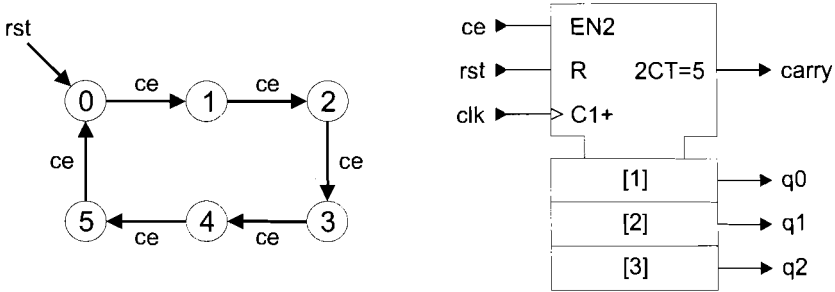 rst
0 ce 1 ce 2
ce ce
5 ce 4 ce 3
ce EN2
rst R 2CT=5 carry
clk C1+
[1] q0
[2] q1
[3] q2